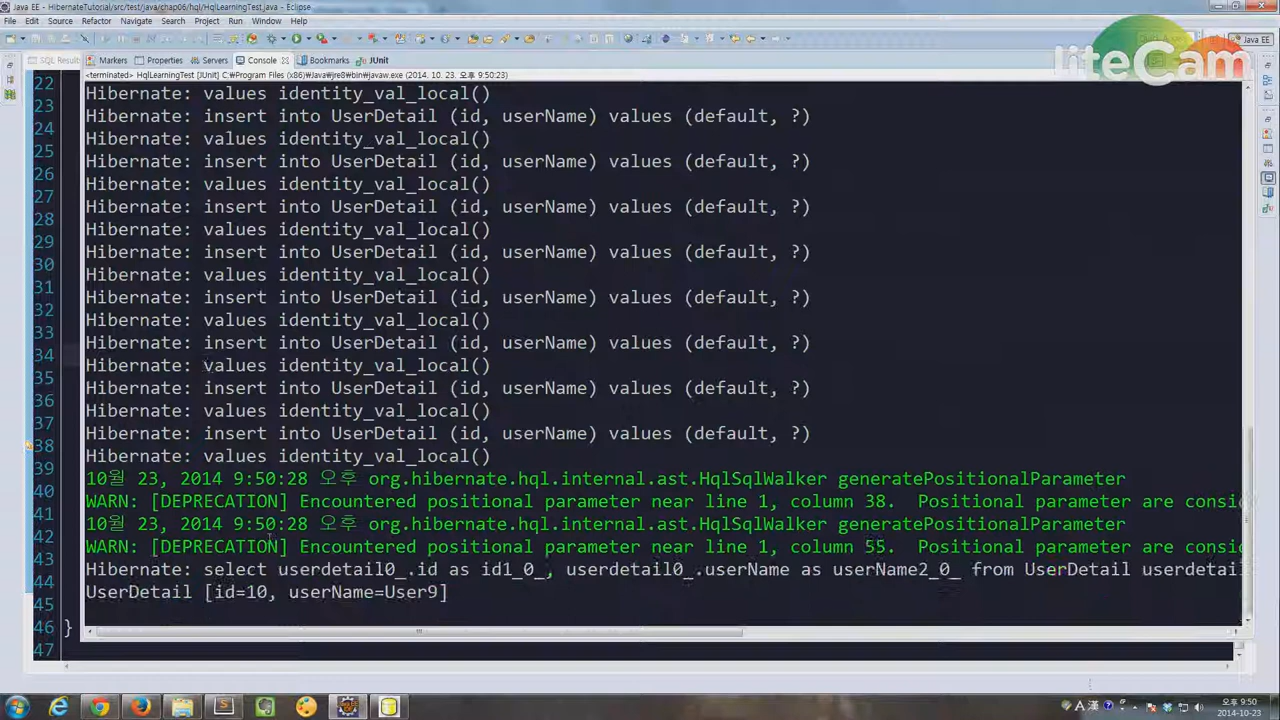 Java EE - HibernateTutorial/src/test/java/chap06/hql/HqlLearningTest.java - Eclipse
File Edit Source Refactor Navigate Search Project Run Window Help
Java EE
liteCam
SQL Results Markers Properties Servers Console Bookmarks JUnit
<terminated> HqlLearningTest [JUnit] C:₩Program Files (x86)₩Java₩jre8₩bin₩javaw.exe (2014. 10. 23. 오후 9:50:23)
22 Hibernate: values identity_val_local()
23 Hibernate: insert into UserDetail (id, userName) values (default, ?)
24 Hibernate: values identity_val_local()
25 Hibernate: insert into UserDetail (id, userName) values (default, ?)
26 Hibernate: values identity_val_local()
27 Hibernate: insert into UserDetail (id, userName) values (default, ?)
28 Hibernate: values identity_val_local()
29 Hibernate: insert into UserDetail (id, userName) values (default, ?)
30 Hibernate: values identity_val_local()
31 Hibernate: insert into UserDetail (id, userName) values (default, ?)
32 Hibernate: values identity_val_local()
33 Hibernate: insert into UserDetail (id, userName) values (default, ?)
34 Hibernate: values identity_val_local()
35 Hibernate: insert into UserDetail (id, userName) values (default, ?)
36 Hibernate: values identity_val_local()
37 Hibernate: insert into UserDetail (id, userName) values (default, ?)
38 Hibernate: values identity_val_local()
39 10월 23, 2014 9:50:28 오후 org.hibernate.hql.internal.ast.HqlSqlWalker generatePositionalParameter
40 WARN: [DEPRECATION] Encountered positional parameter near line 1, column 38. Positional parameter are consi
41 10월 23, 2014 9:50:28 오후 org.hibernate.hql.internal.ast.HqlSqlWalker generatePositionalParameter
42 WARN: [DEPRECATION] Encountered positional parameter near line 1, column 55. Positional parameter are consi
43 Hibernate: select userdetail0_.id as id1_0_, userdetail0_.userName as userName2_0_ from UserDetail userdetai
44 UserDetail [id=10, userName=User9]
45
46 }
47
A 漢
오후 9:50
2014-10-23